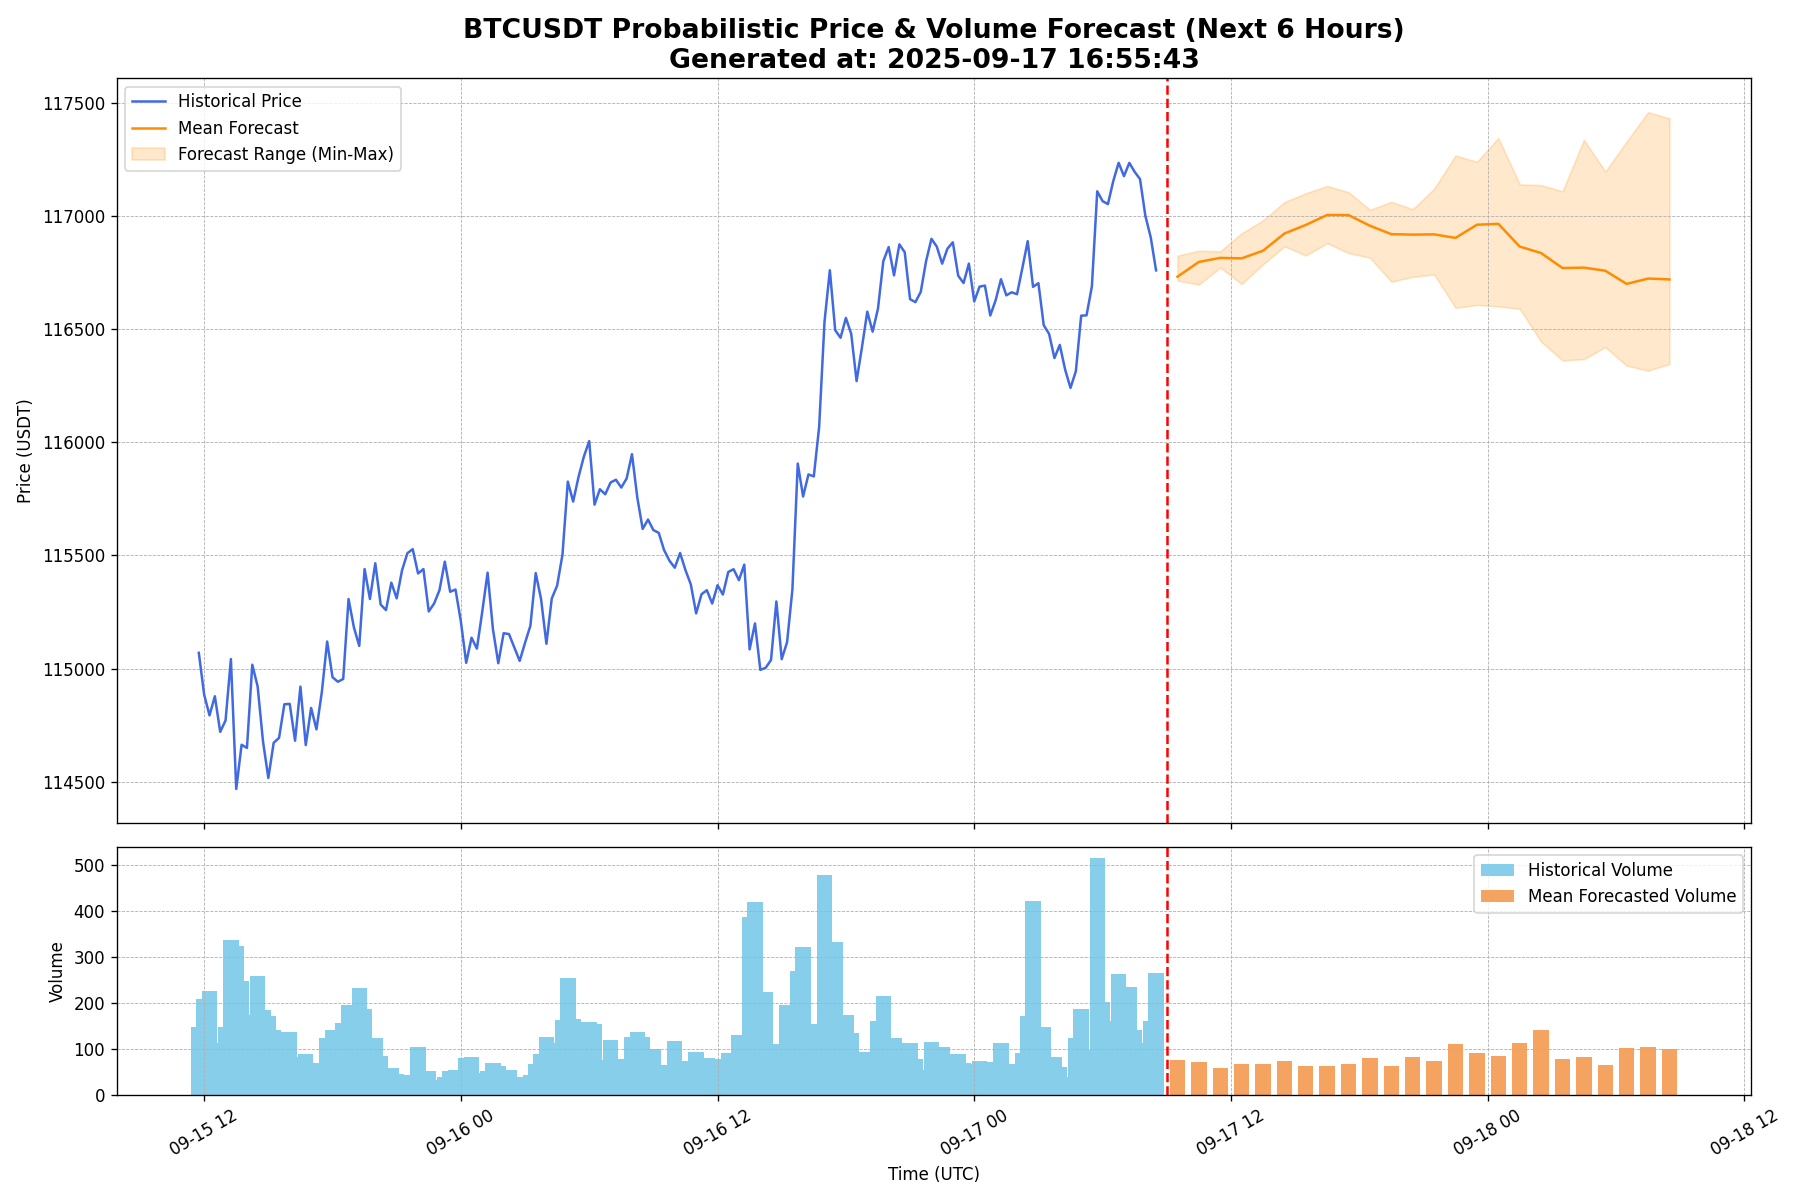 BTCUSDT Probabilistic Price & Volume Forecast (Next 6 Hours)
Generated at: 2025-09-17 16:55:43
Historical Price
Mean Forecast
Forecast Range (Min-Max)
117500
117000
116500
116000
115500
115000
114500
Price (USDT)
Historical Volume
Mean Forecasted Volume
500
400
300
200
100
0
Volume
09-15 12
09-16 00
09-16 12
09-17 00
09-17 12
09-18 00
09-18 12
Time (UTC)